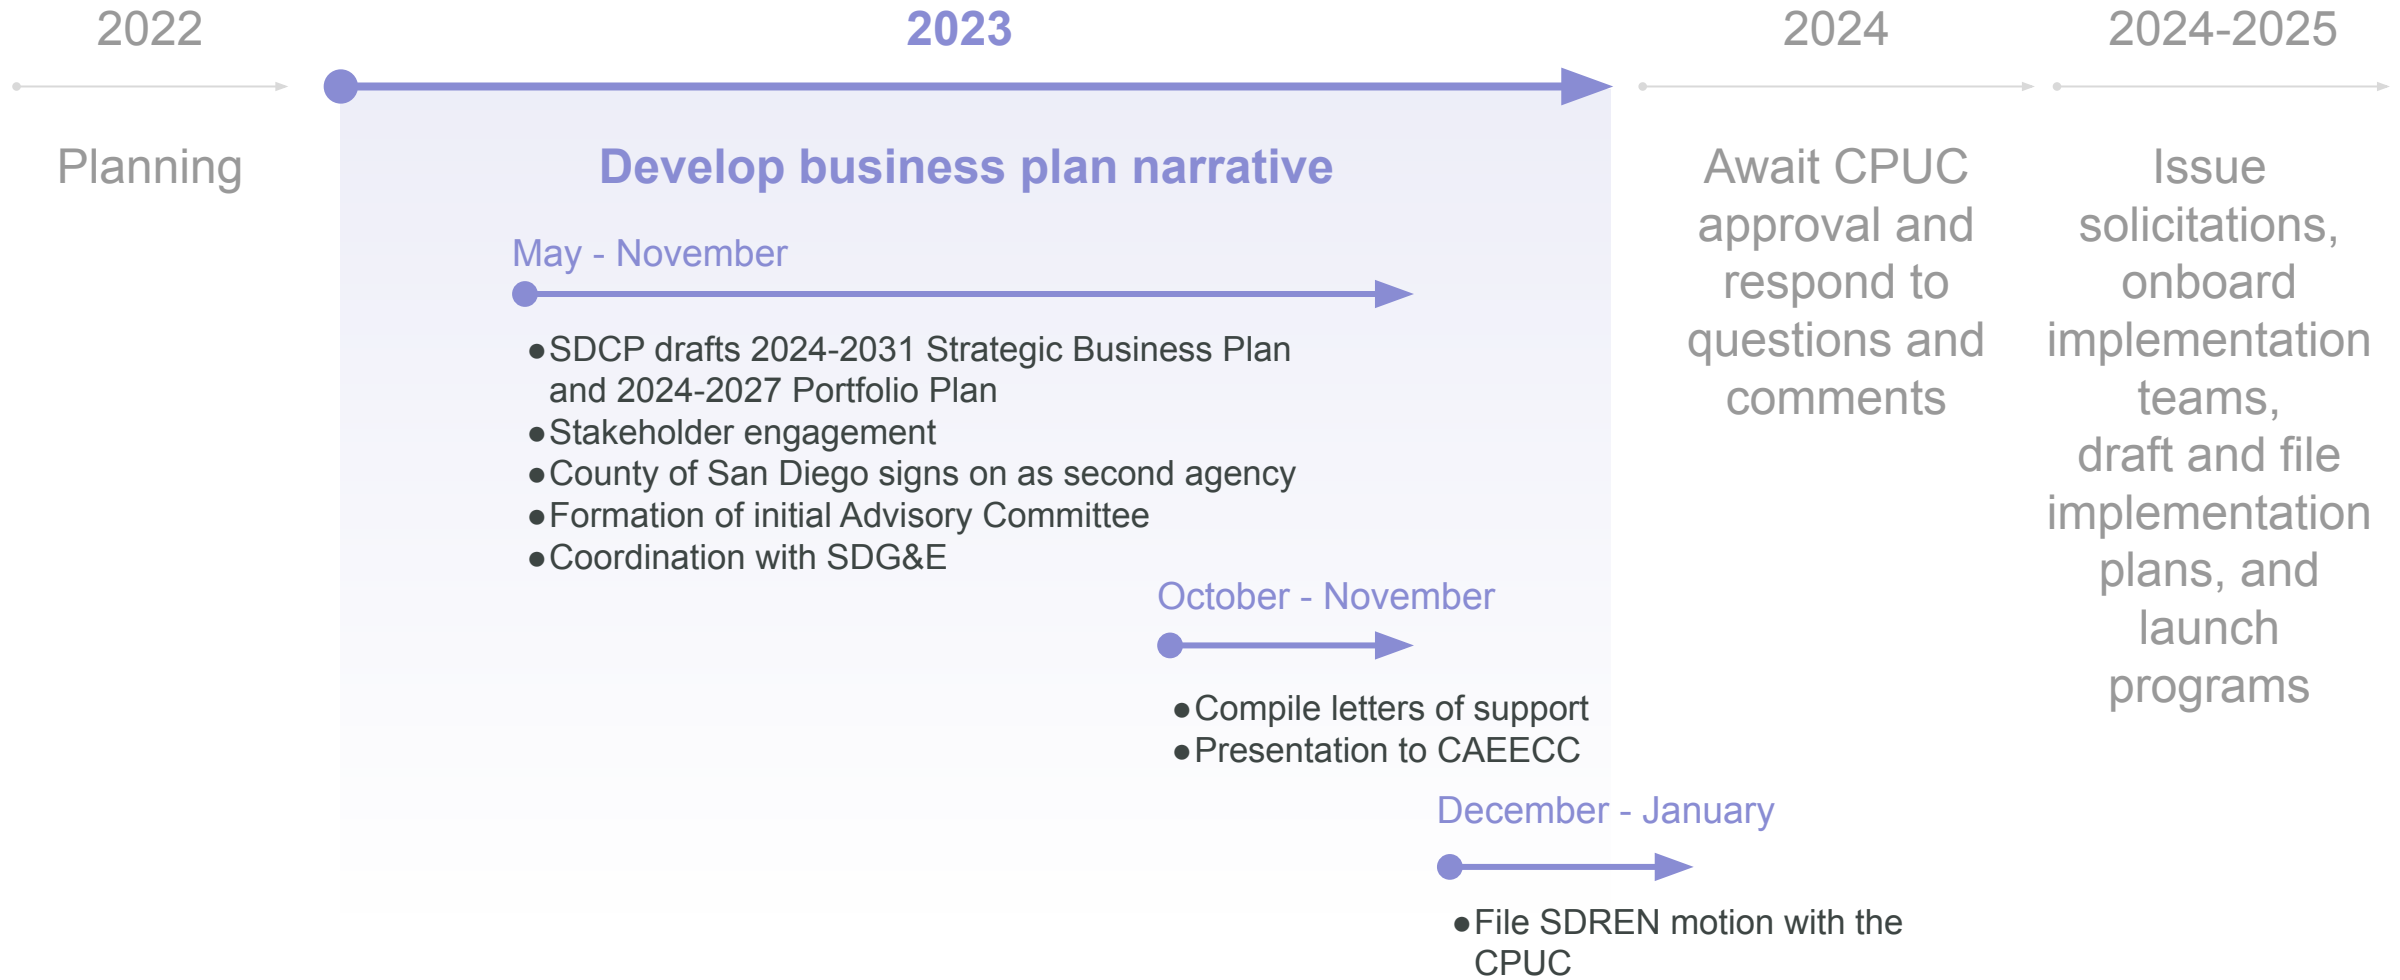 2022
2023
2024
2024-2025
Planning
Develop business plan narrative
May - November
●SDCP drafts 2024-2031 Strategic Business Plan
and 2024-2027 Portfolio Plan
●Stakeholder engagement
●County of San Diego signs on as second agency
●Formation of initial Advisory Committee
●Coordination with SDG&E
October - November
●Compile letters of support
●Presentation to CAEECC
December - January
●File SDREN motion with the
CPUC
Await CPUC
approval and
respond to
questions and
comments
Issue
solicitations,
onboard
implementation
teams,
draft and file
implementation
plans, and
launch
programs